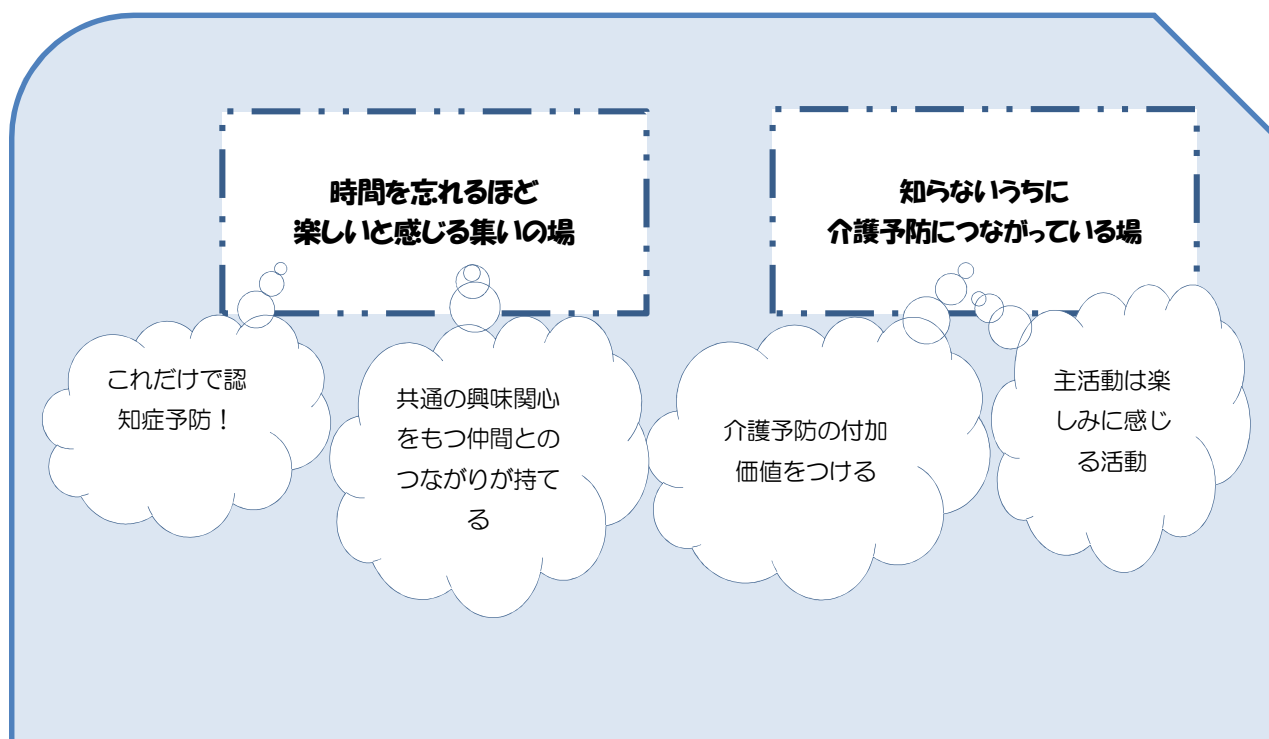 時間を忘れるほど
楽しいと感じる集いの場
知らないうちに
介護予防につながっている場
これだけで認
知症予防！
共通の興味関心
をもつ仲間との
つながりが持て
る
介護予防の付加
価値をつける
主活動は楽
しみに感じ
る活動